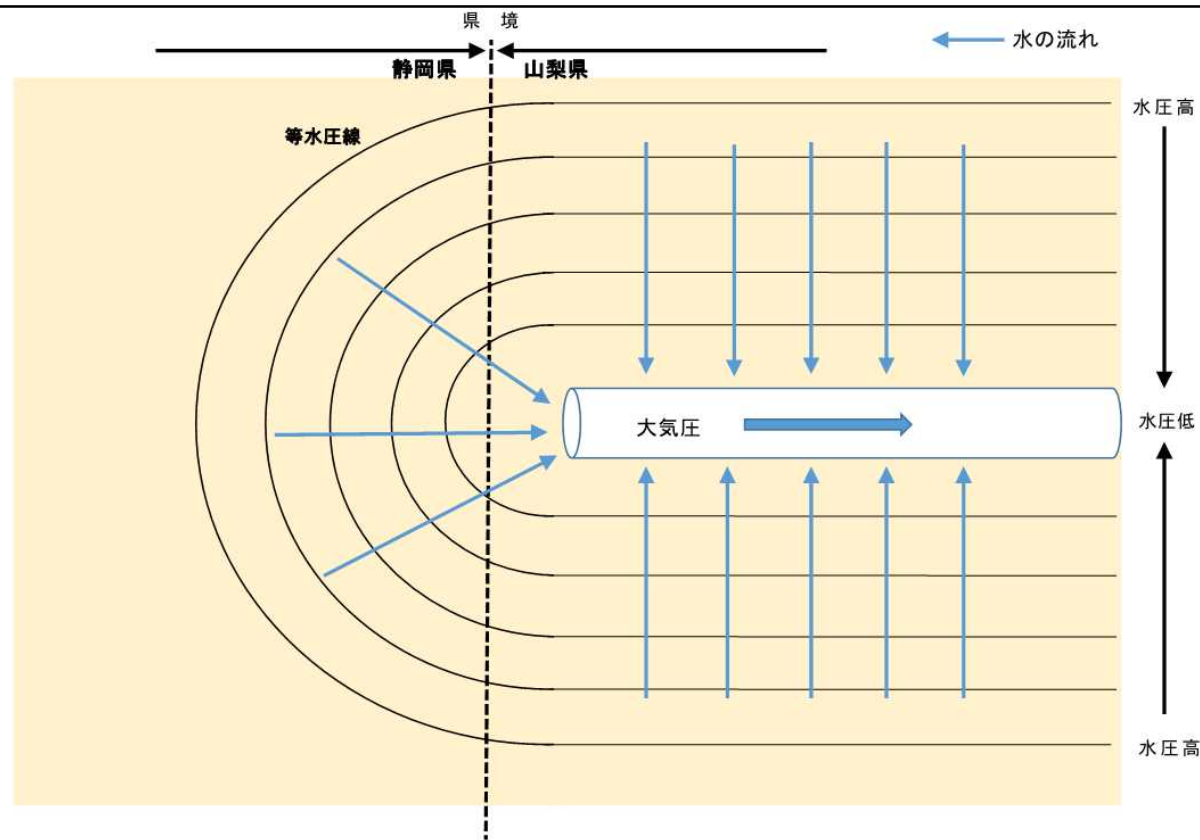 県 境
水の流れ
静岡県
山梨県
等水圧線
水圧高
大気圧
水圧低
水圧高